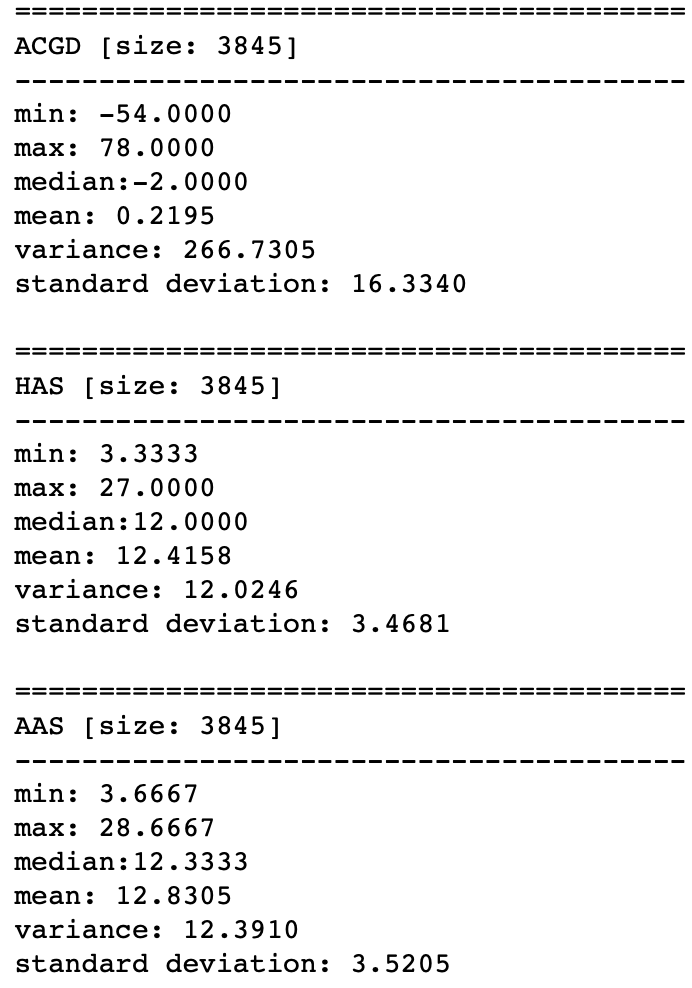 ========================================
ACGD [size: 3845]
----------------------------------------
min: -54.0000
max: 78.0000
median:-2.0000
mean: 0.2195
variance: 266.7305
standard deviation: 16.3340
========================================
HAS [size: 3845]
----------------------------------------
min: 3.3333
max: 27.0000
median:12.0000
mean: 12.4158
variance: 12.0246
standard deviation: 3.4681
========================================
AAS [size: 3845]
----------------------------------------
min: 3.6667
max: 28.6667
median:12.3333
mean: 12.8305
variance: 12.3910
standard deviation: 3.5205